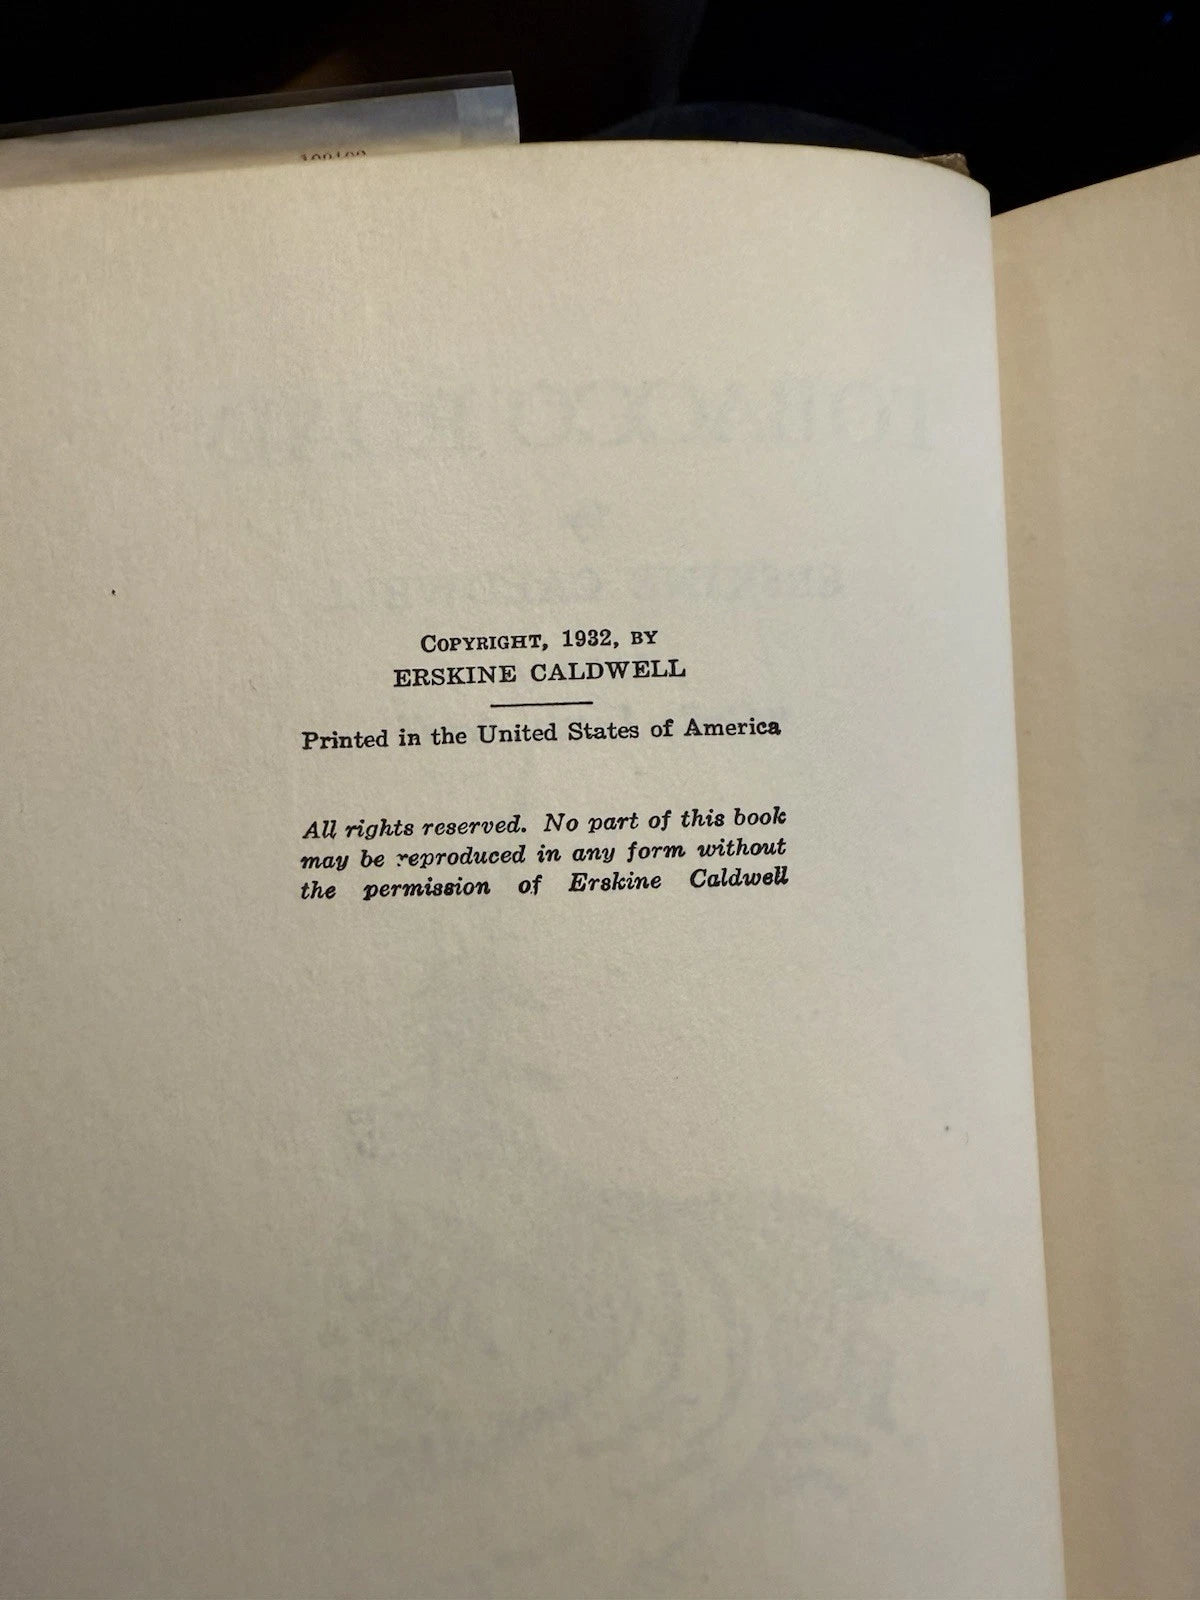 COPYRIGHT, 1932, BY
ERSKINE CALDWELL
Printed in the United States of America
All rights reserved. No part of this book
may be reproduced in any form without
the permission of Erskine Caldwell